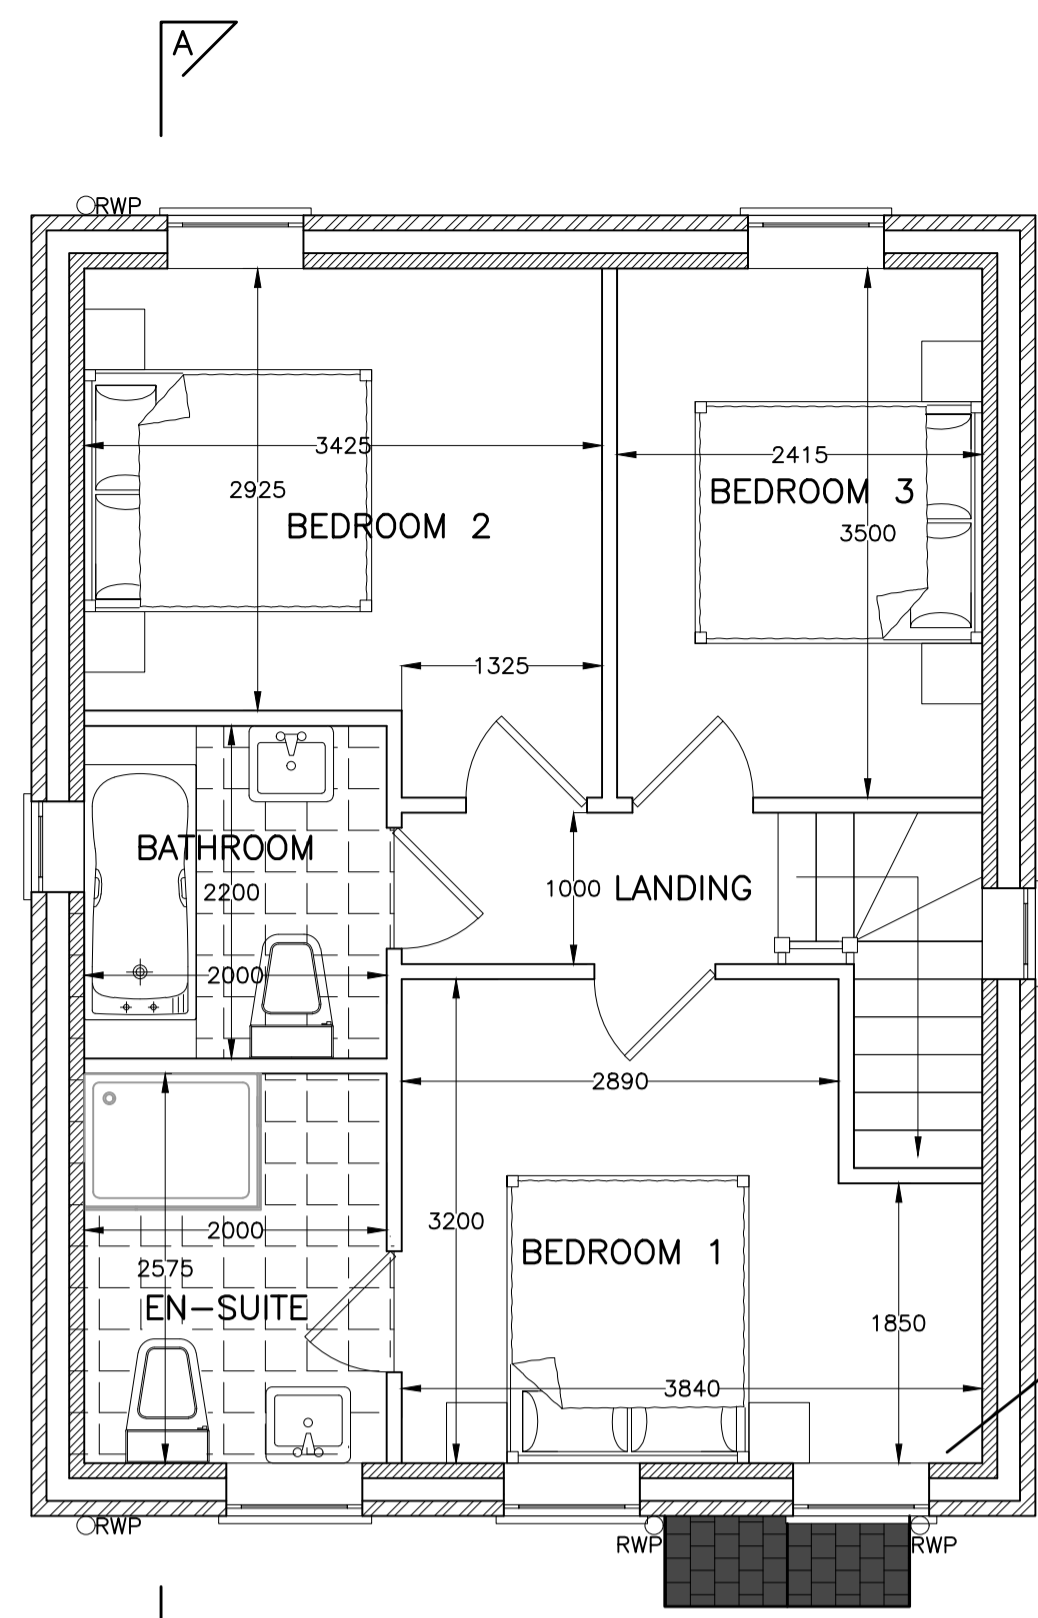 A
RWP
3425
2415
2925
BEDROOM 3
BEDROOM 2
3500
1325
BATHROOM
2200
1000 LANDING
2000
2890
3200
2000
BEDROOM 1
2575
EN-SUITE
1850
3840
RWP
RWP
RWP